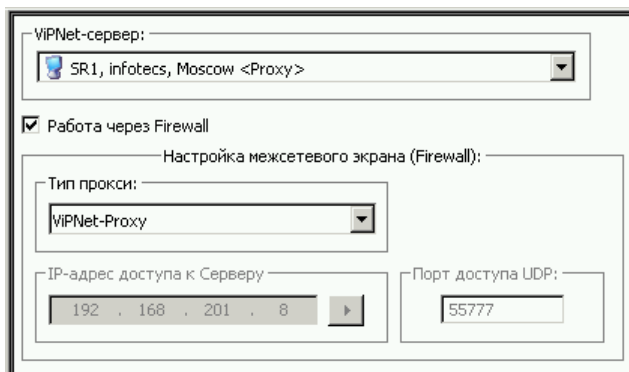 ViPNet-сервер:
SR1, infotecs, Moscow <Proxy>
Работа через Firewall
Настройка межсетевого экрана (Firewall):
Тип прокси:
ViPNet-Proxy
IP-адрес доступа к Серверу
Порт доступа UDP:
192 . 168 . 201 . 8
55777